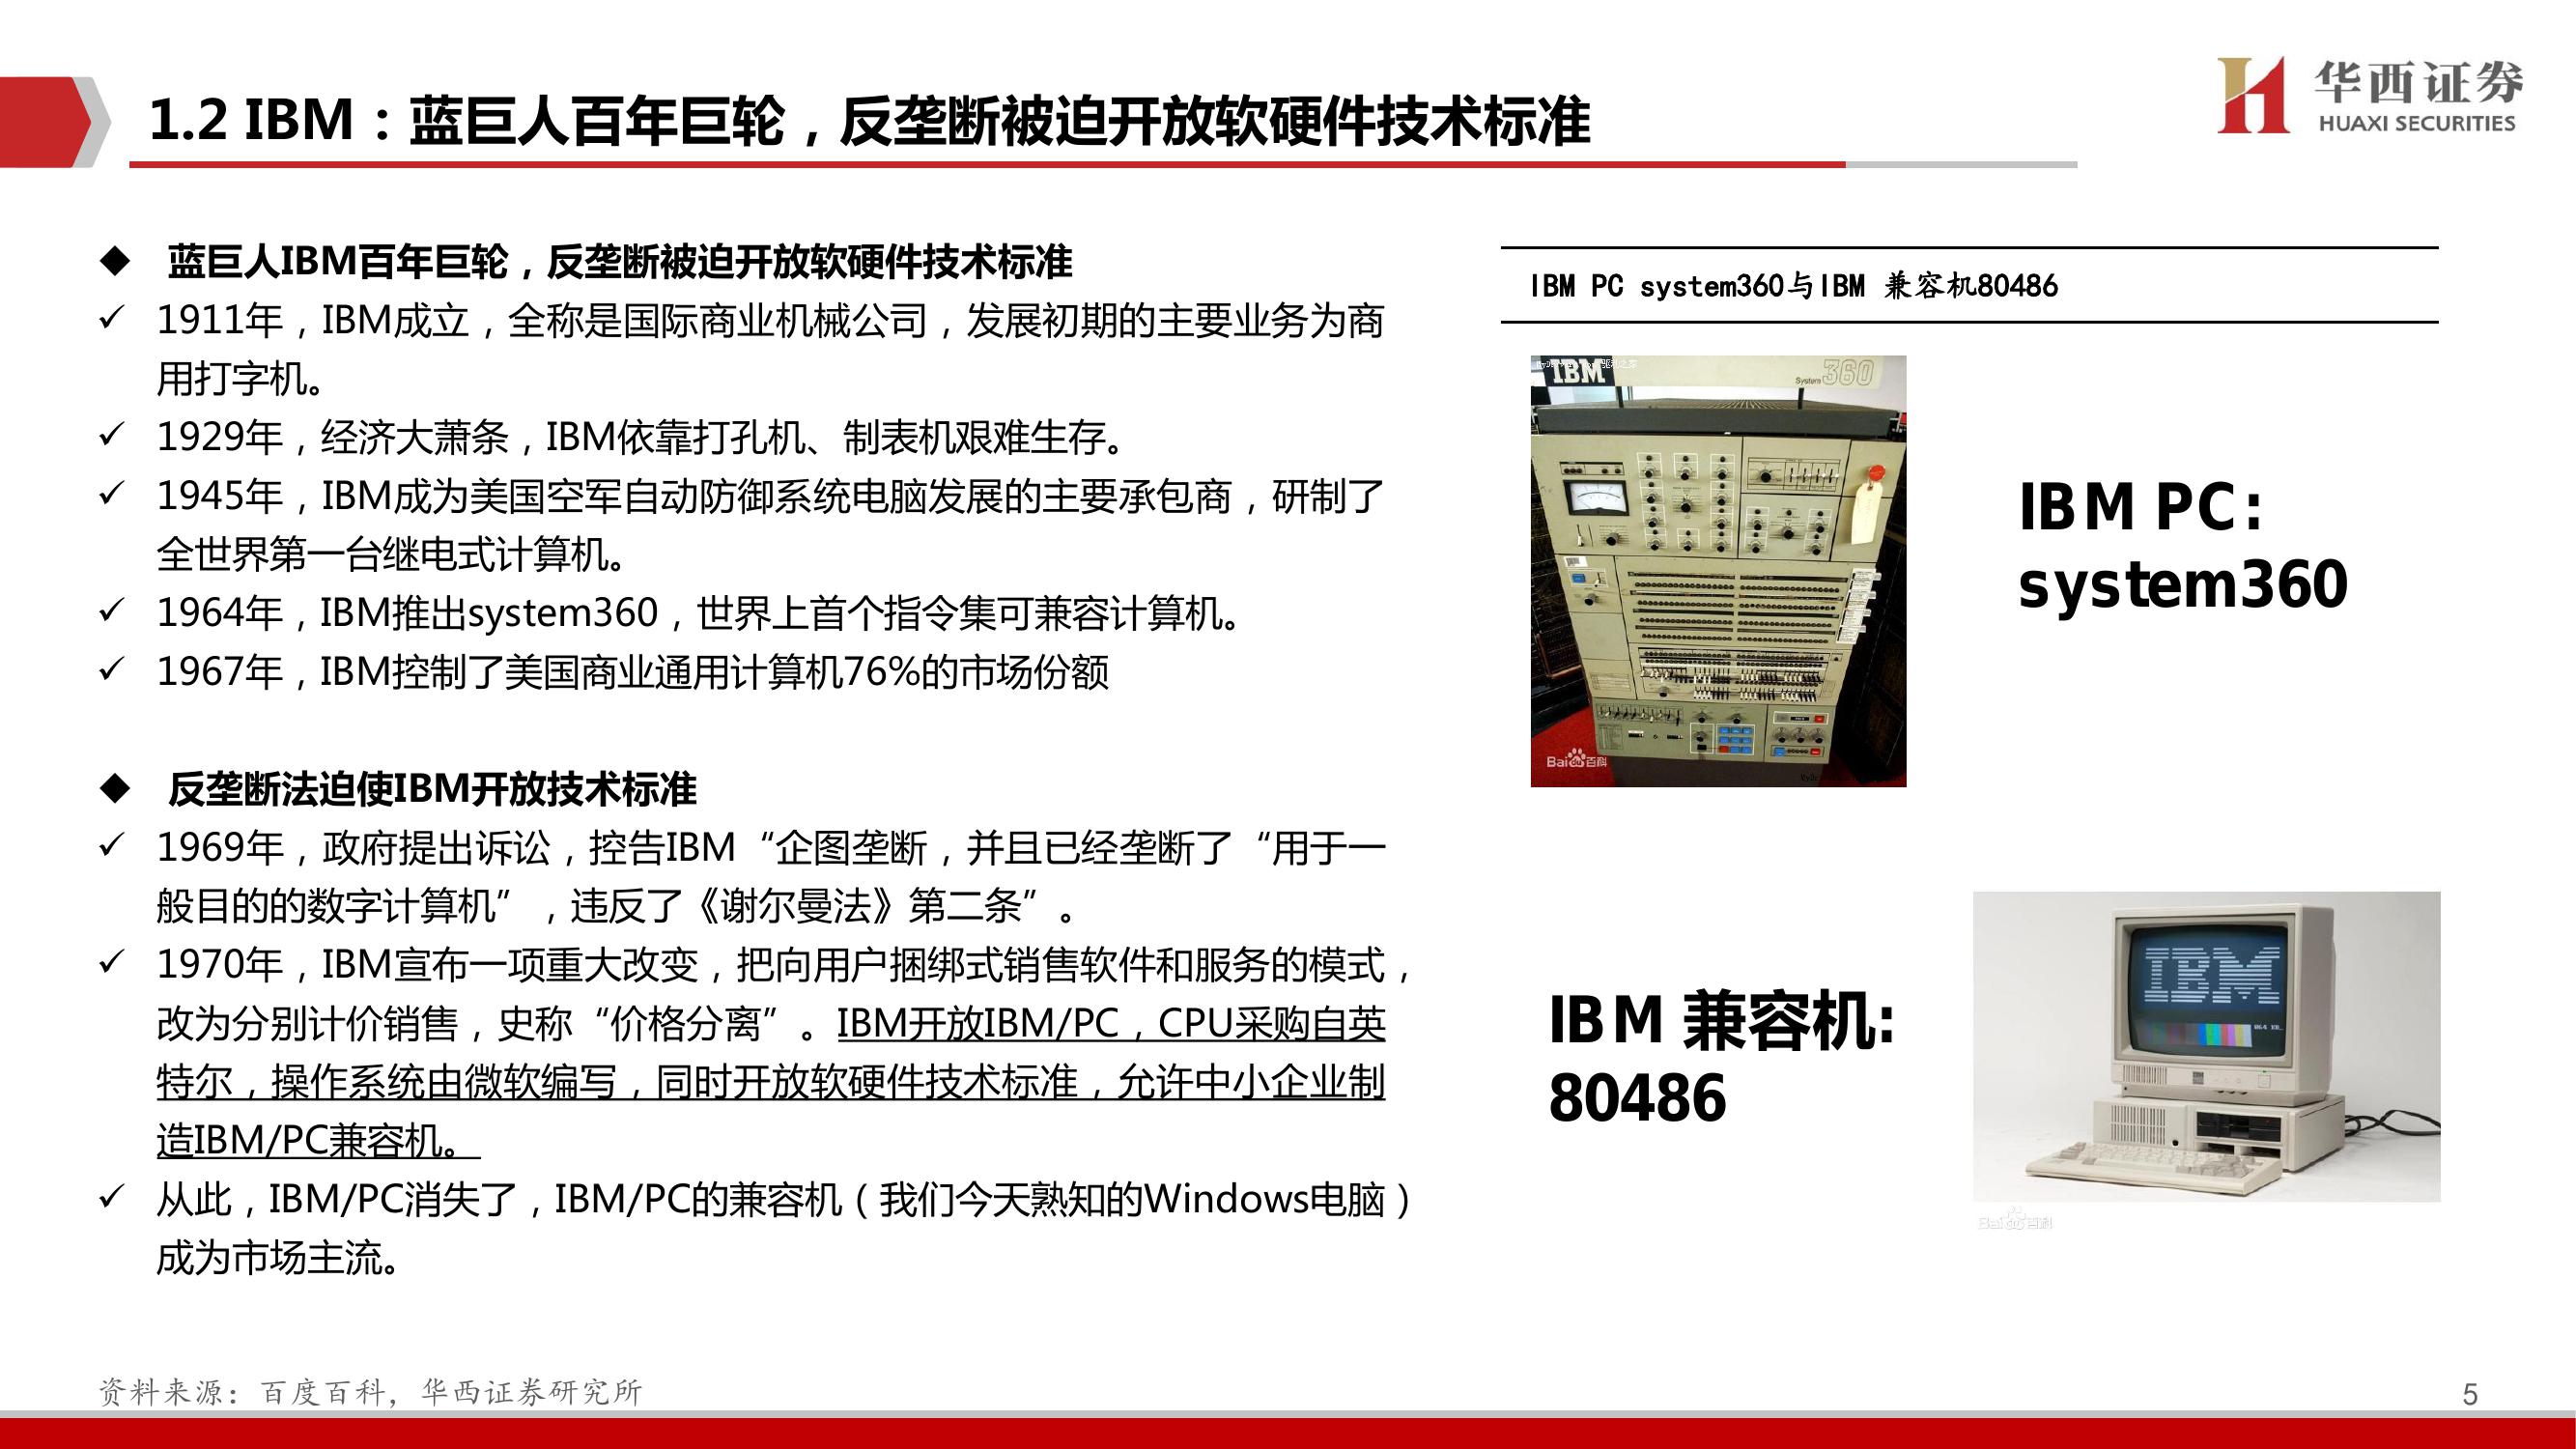 1.2 IBM：蓝巨人百年巨轮，反垄断被迫开放软硬件技术标准
华西证券
HUAXI SECURITIES
◆ 蓝巨人IBM百年巨轮，反垄断被迫开放软硬件技术标准
✓ 1911年，IBM成立，全称是国际商业机械公司，发展初期的主要业务为商
用打字机。
✓ 1929年，经济大萧条，IBM依靠打孔机、制表机艰难生存。
✓ 1945年，IBM成为美国空军自动防御系统电脑发展的主要承包商，研制了
全世界第一台继电式计算机。
✓ 1964年，IBM推出system360，世界上首个指令集可兼容计算机。
✓ 1967年，IBM控制了美国商业通用计算机76%的市场份额
◆ 反垄断法迫使IBM开放技术标准
✓ 1969年，政府提出诉讼，控告IBM“企图垄断，并且已经垄断了“用于一
般目的的数字计算机”，违反了《谢尔曼法》第二条”。
✓ 1970年，IBM宣布一项重大改变，把向用户捆绑式销售软件和服务的模式，
改为分别计价销售，史称“价格分离”。IBM开放IBM/PC，CPU采购自英
特尔，操作系统由微软编写，同时开放软硬件技术标准，允许中小企业制
造IBM/PC兼容机。
✓ 从此，IBM/PC消失了，IBM/PC的兼容机（我们今天熟知的Windows电脑）
成为市场主流。
IBM PC system360与IBM 兼容机80486
IBM
System 360
Baidu百科
IBM PC:
system360
IBM 兼容机:
80486
IBM
Baidu百科
资料来源：百度百科，华西证券研究所
5